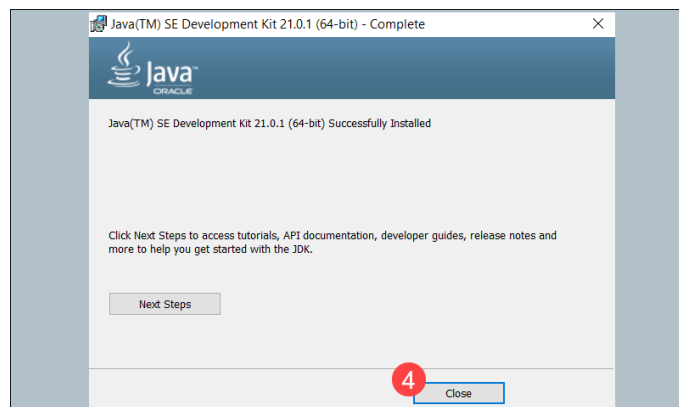 Java(TM) SE Development Kit 21.0.1 (64-bit) - Complete
Java™
ORACLE
Java(TM) SE Development Kit 21.0.1 (64-bit) Successfully Installed
Click Next Steps to access tutorials, API documentation, developer guides, release notes and
more to help you get started with the JDK.
Next Steps
4
Close